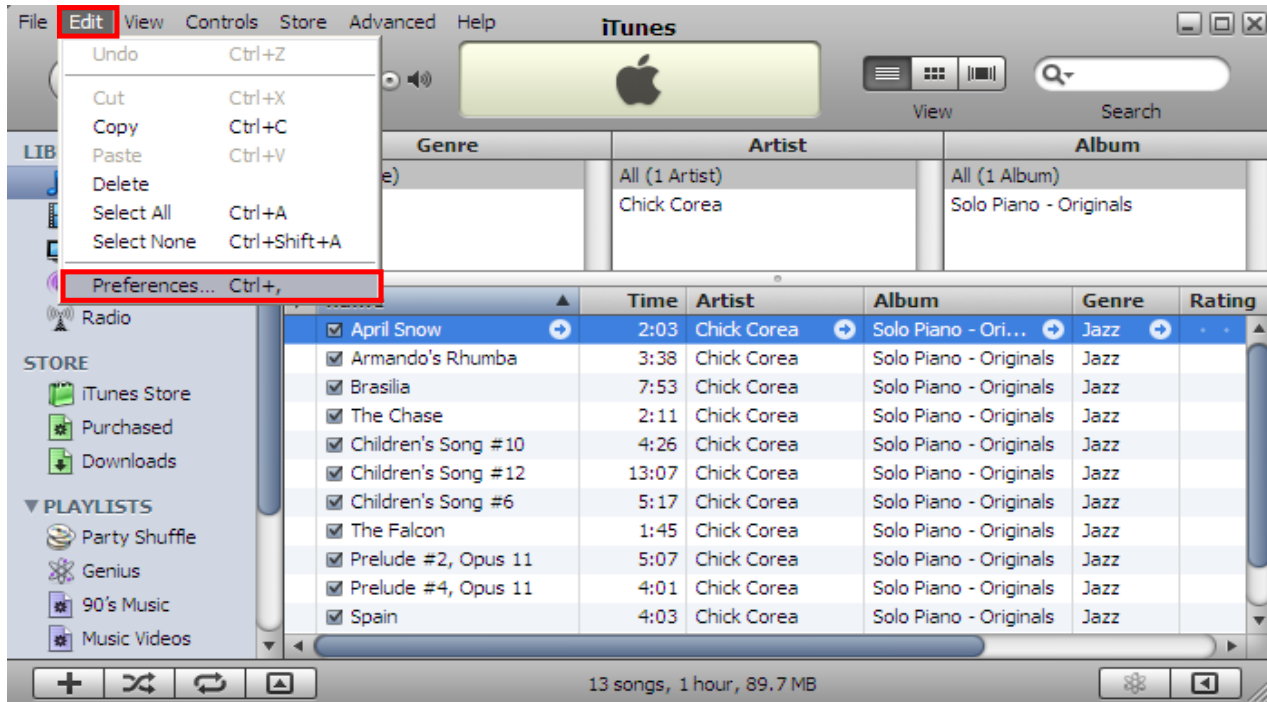 File Edit View Controls Store Advanced Help iTunes
Undo Ctrl+Z
Cut Ctrl+X
Copy Ctrl+C
Paste Ctrl+V
Delete
Select All Ctrl+A
Select None Ctrl+Shift+A
Preferences... Ctrl+,
View Search
Genre Artist Album
All (1 Artist) All (1 Album)
Chick Corea Solo Piano - Originals
LIB
Radio
STORE
iTunes Store
Purchased
Downloads
PLAYLISTS
Party Shuffle
Genius
90's Music
Music Videos
Time Artist Album Genre Rating
April Snow 2:03 Chick Corea Solo Piano - Ori... Jazz
Armando's Rhumba 3:38 Chick Corea Solo Piano - Originals Jazz
Brasilia 7:53 Chick Corea Solo Piano - Originals Jazz
The Chase 2:11 Chick Corea Solo Piano - Originals Jazz
Children's Song #10 4:26 Chick Corea Solo Piano - Originals Jazz
Children's Song #12 13:07 Chick Corea Solo Piano - Originals Jazz
Children's Song #6 5:17 Chick Corea Solo Piano - Originals Jazz
The Falcon 1:45 Chick Corea Solo Piano - Originals Jazz
Prelude #2, Opus 11 5:07 Chick Corea Solo Piano - Originals Jazz
Prelude #4, Opus 11 4:01 Chick Corea Solo Piano - Originals Jazz
Spain 4:03 Chick Corea Solo Piano - Originals Jazz
13 songs, 1 hour, 89.7 MB